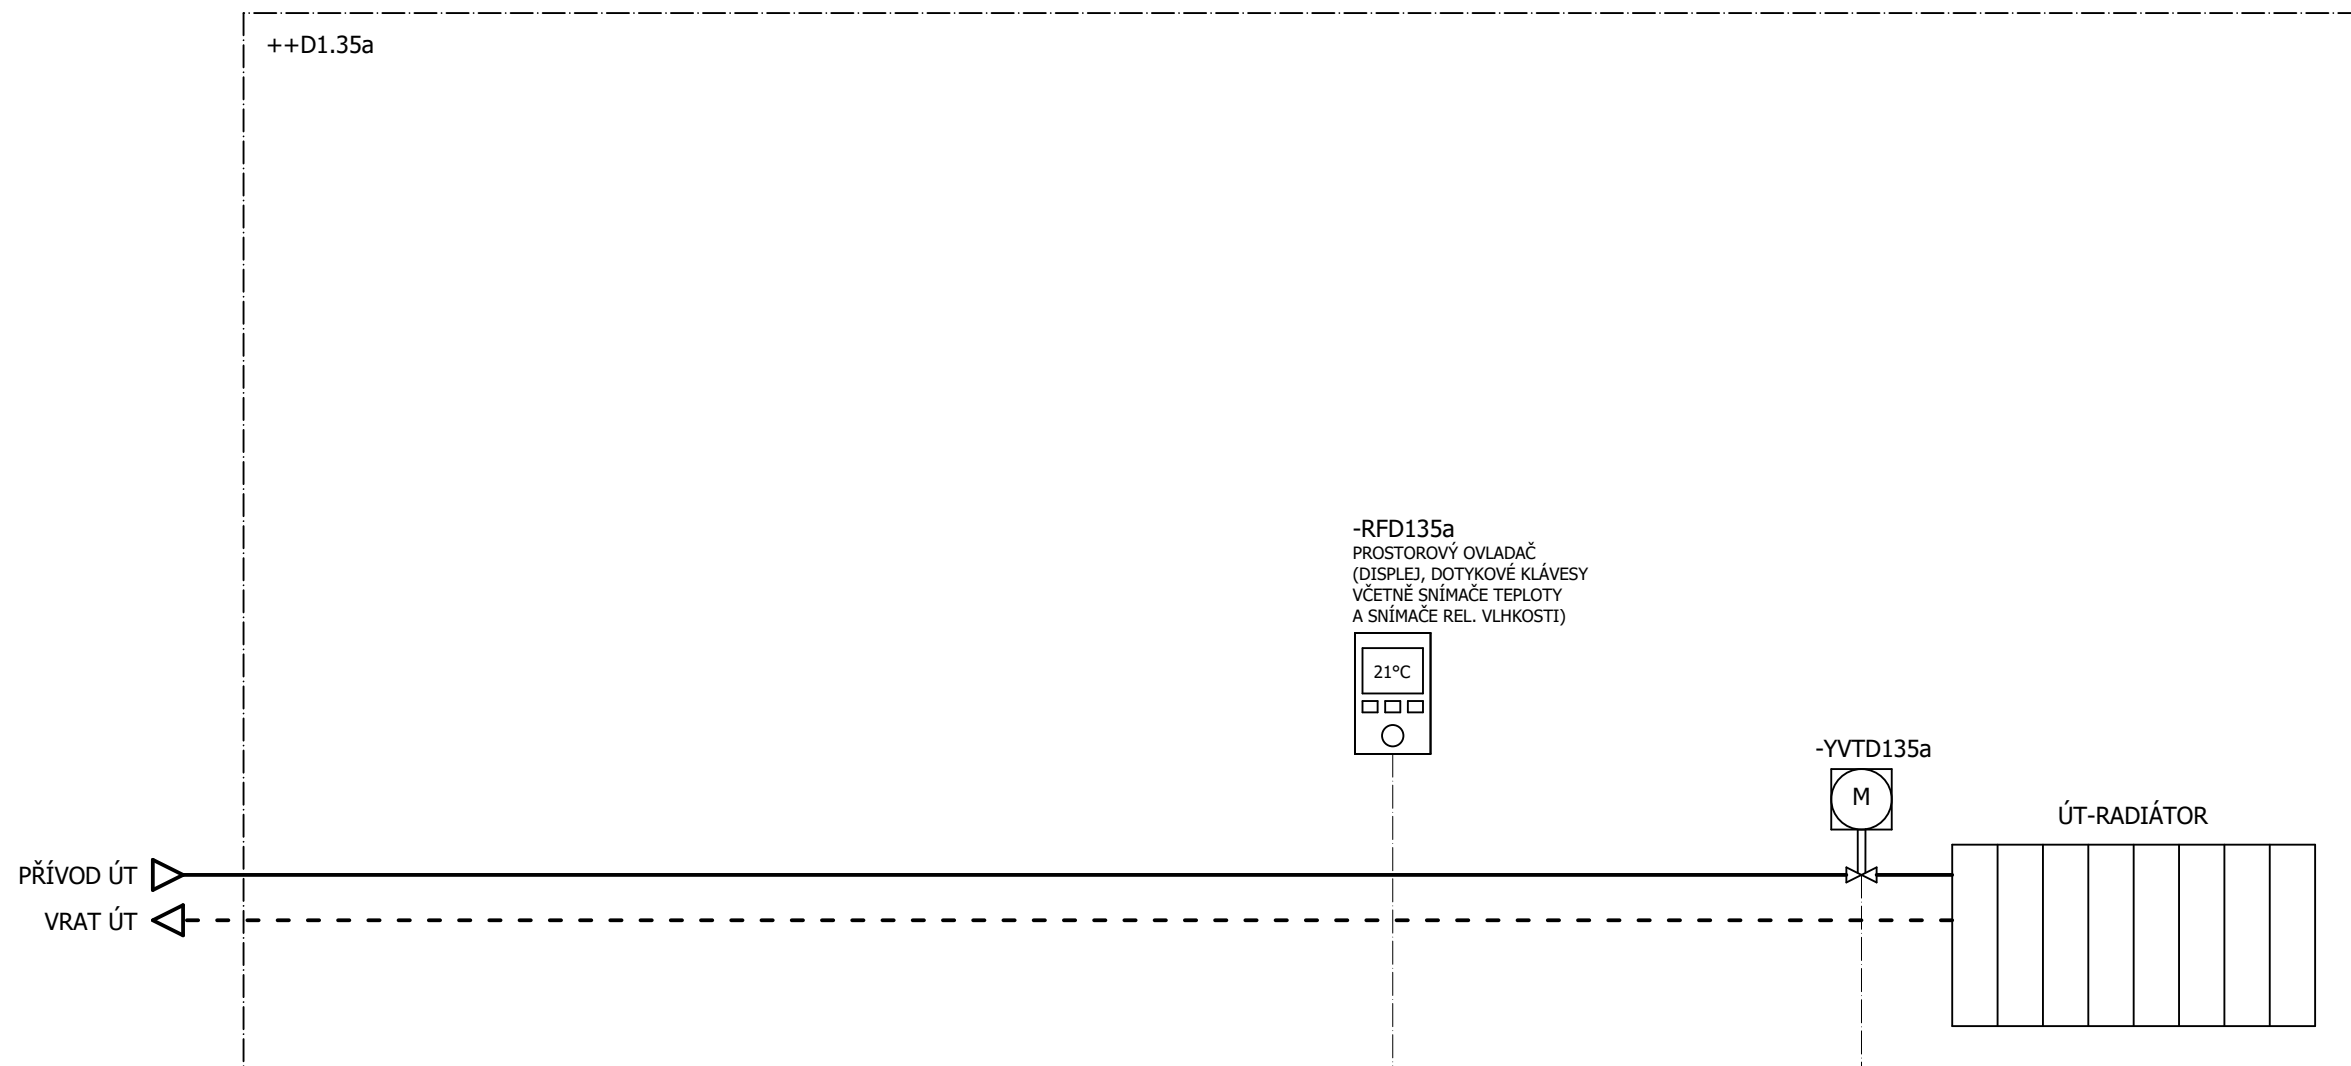 ++D1.35a
-RFD135a
PROSTOROVÝ OVLADAČ
(DISPLEJ, DOTYKOVÉ KLÁVESY
VČETNĚ SNÍMAČE TEPLOTY
A SNÍMAČE REL. VLHKOSTI)
21°C
-YVTD135a
M
ÚT-RADIÁTOR
PŘÍVOD ÚT
VRAT ÚT